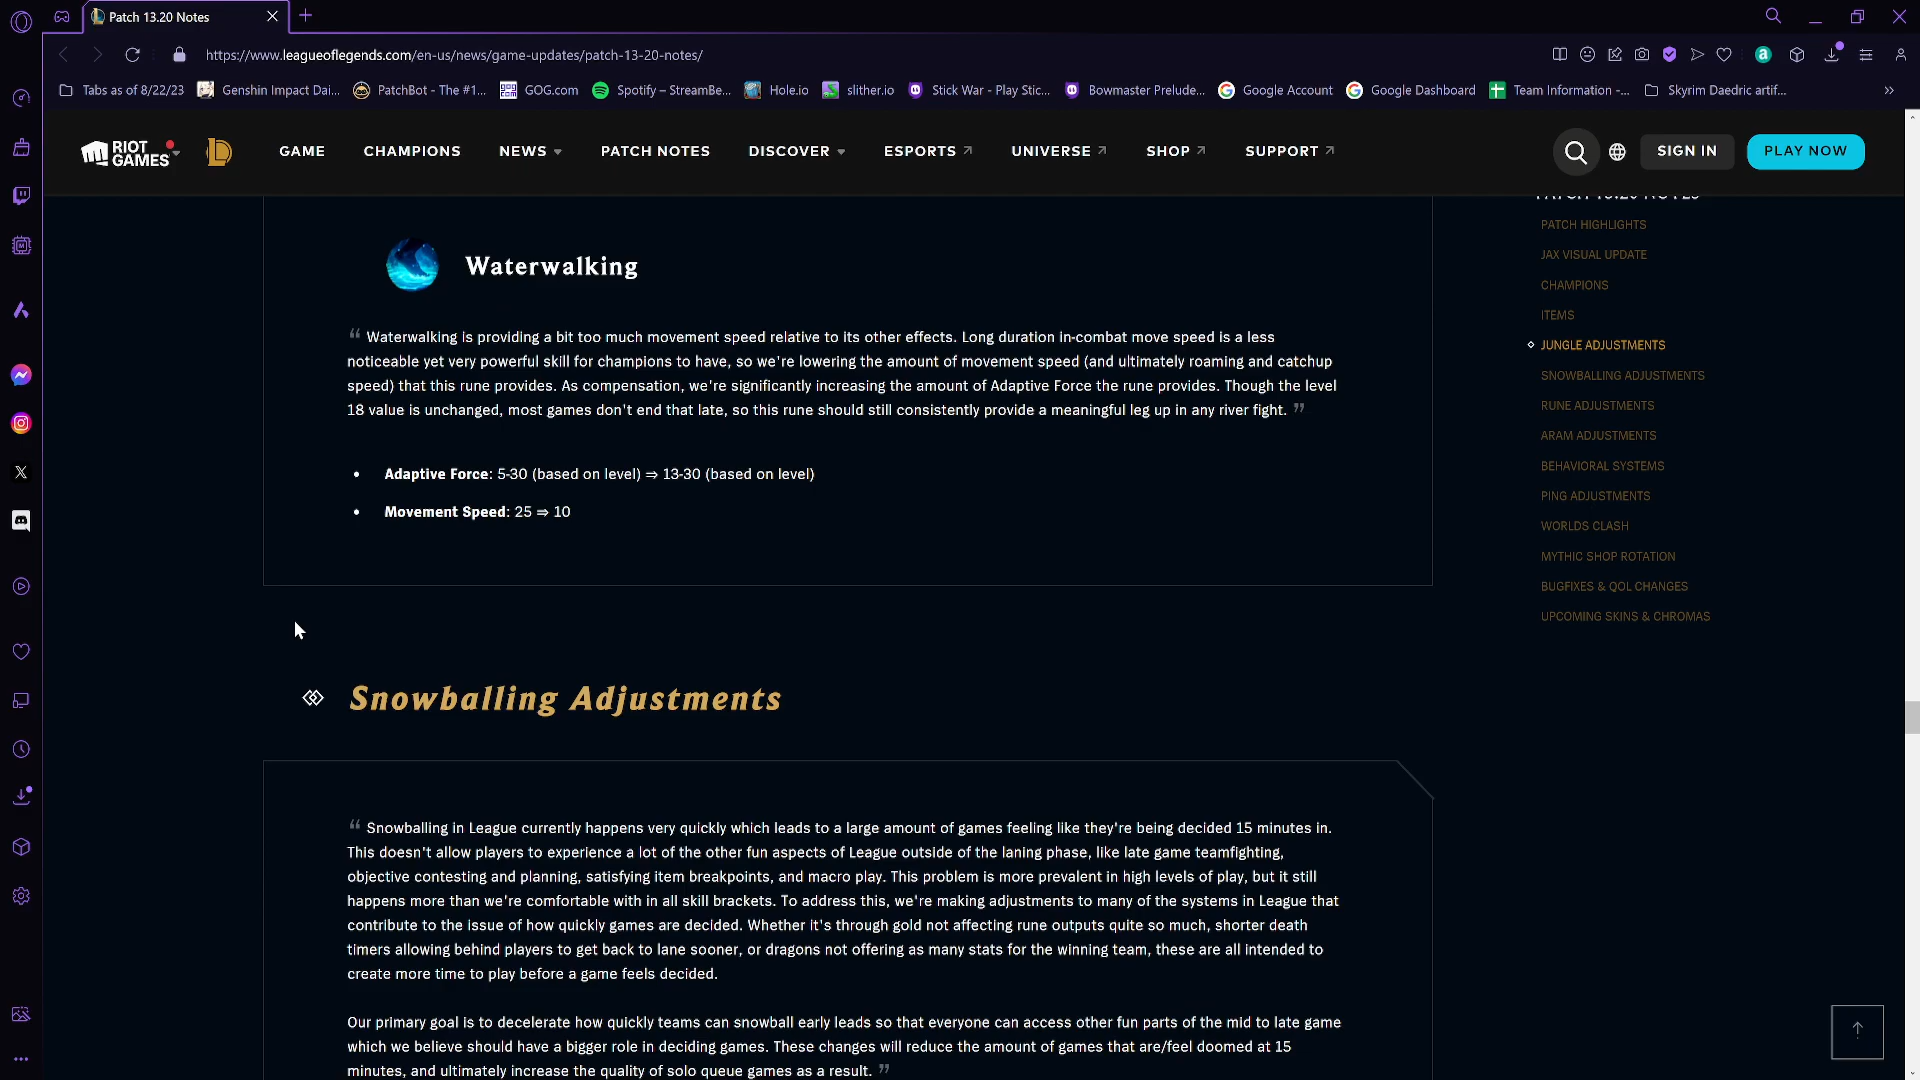 Patch 13.20 Notes
https://www.leagueoflegends.com/en-us/news/game-updates/patch-13-20-notes/
Tabs as of 8/22/23
Genshin Impact Dai...
PatchBot - The #1...
GOG.com
Spotify – StreamBe...
Hole.io
slither.io
Stick War - Play Stic...
Bowmaster Prelude...
Google Account
Google Dashboard
Team Information -...
Skyrim Daedric artif...
RIOT GAMES
GAME
CHAMPIONS
NEWS
PATCH NOTES
DISCOVER
ESPORTS
UNIVERSE
SHOP
SUPPORT
SIGN IN
PLAY NOW
Waterwalking
“ Waterwalking is providing a bit too much movement speed relative to its other effects. Long duration in-combat move speed is a less
noticeable yet very powerful skill for champions to have, so we're lowering the amount of movement speed (and ultimately roaming and catchup
speed) that this rune provides. As compensation, we're significantly increasing the amount of Adaptive Force the rune provides. Though the level
18 value is unchanged, most games don't end that late, so this rune should still consistently provide a meaningful leg up in any river fight. ”
• Adaptive Force: 5-30 (based on level) ⇒ 13-30 (based on level)
• Movement Speed: 25 ⇒ 10
Snowballing Adjustments
“ Snowballing in League currently happens very quickly which leads to a large amount of games feeling like they're being decided 15 minutes in.
This doesn't allow players to experience a lot of the other fun aspects of League outside of the laning phase, like late game teamfighting,
objective contesting and planning, satisfying item breakpoints, and macro play. This problem is more prevalent in high levels of play, but it still
happens more than we're comfortable with in all skill brackets. To address this, we're making adjustments to many of the systems in League that
contribute to the issue of how quickly games are decided. Whether it's through gold not affecting rune outputs quite so much, shorter death
timers allowing behind players to get back to lane sooner, or dragons not offering as many stats for the winning team, these are all intended to
create more time to play before a game feels decided.
Our primary goal is to decelerate how quickly teams can snowball early leads so that everyone can access other fun parts of the mid to late game
which we believe should have a bigger role in deciding games. These changes will reduce the amount of games that are/feel doomed at 15
minutes, and ultimately increase the quality of solo queue games as a result. ”
PATCH 13.20 NOTES
PATCH HIGHLIGHTS
JAX VISUAL UPDATE
CHAMPIONS
ITEMS
JUNGLE ADJUSTMENTS
SNOWBALLING ADJUSTMENTS
RUNE ADJUSTMENTS
ARAM ADJUSTMENTS
BEHAVIORAL SYSTEMS
PING ADJUSTMENTS
WORLDS CLASH
MYTHIC SHOP ROTATION
BUGFIXES & QOL CHANGES
UPCOMING SKINS & CHROMAS